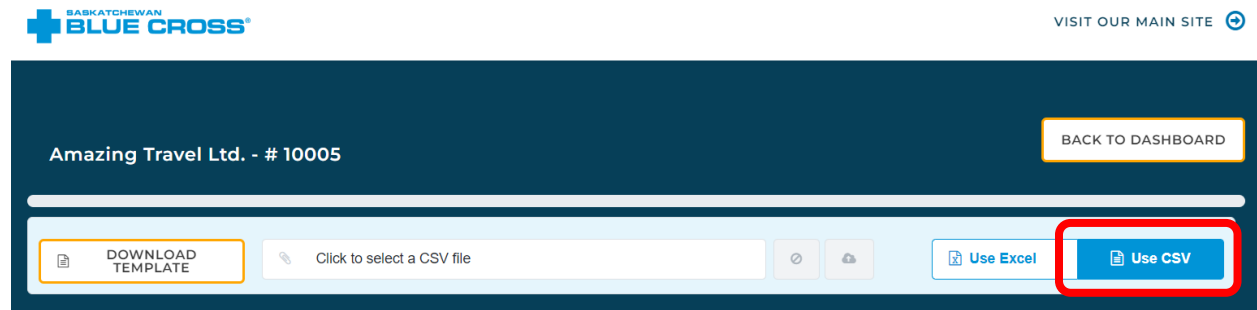 SASKATCHEWAN
BLUE CROSS®
VISIT OUR MAIN SITE
BACK TO DASHBOARD
Amazing Travel Ltd. - # 10005
DOWNLOAD
TEMPLATE
Click to select a CSV file
Use Excel
Use CSV